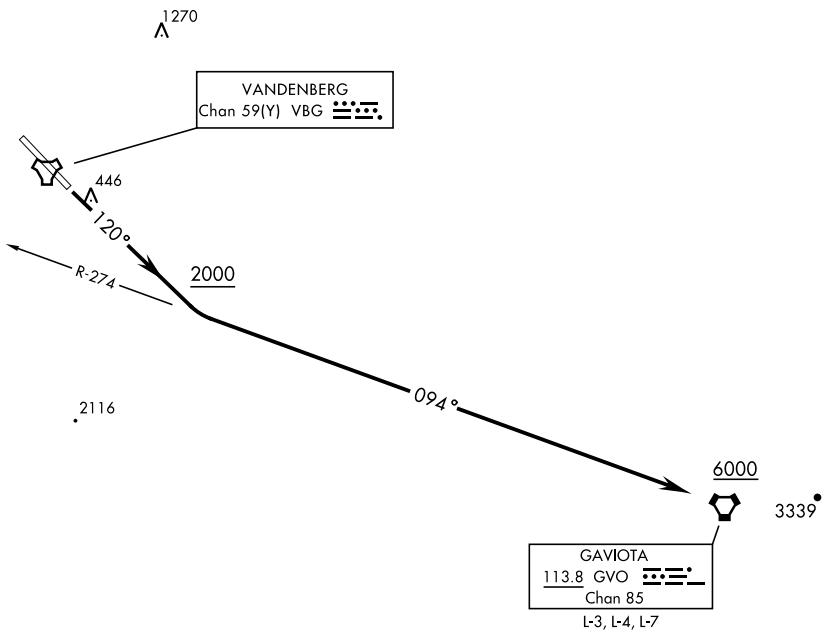 1270
VANDENBERG
Chan 59(Y) VBG
446
120°
R-274
2000
094°
2116
6000
3339
GAVIOTA
113.8 GVO
Chan 85
L-3, L-4, L-7